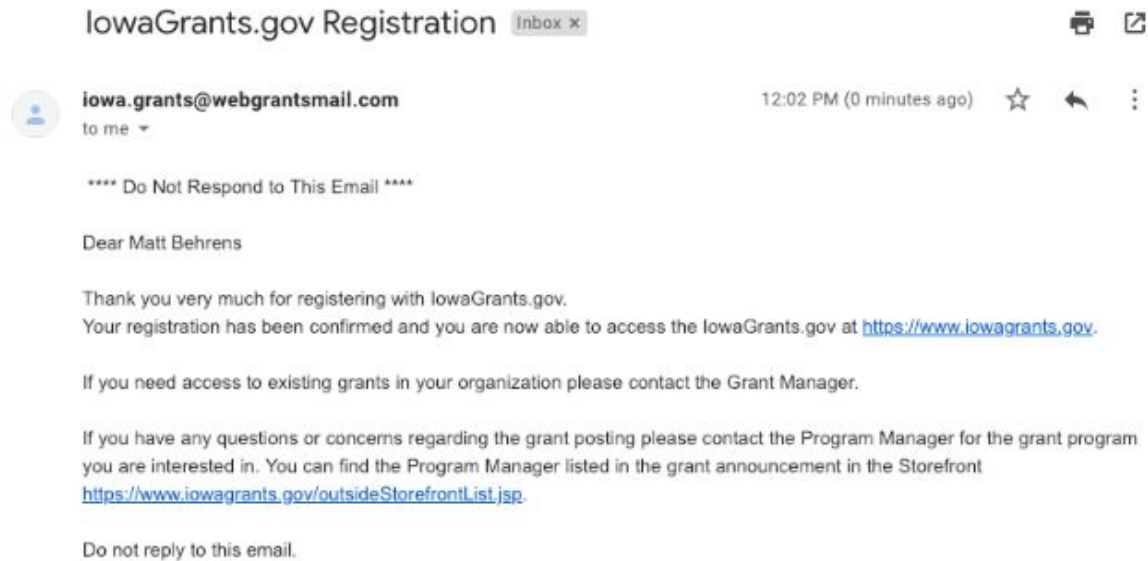 IowaGrants.gov Registration Inbox x
iowa.grants@webgrantsmail.com 12:02 PM (0 minutes ago)
to me
**** Do Not Respond to This Email ****
Dear Matt Behrens
Thank you very much for registering with IowaGrants.gov.
Your registration has been confirmed and you are now able to access the IowaGrants.gov at https://www.iowagrants.gov.
If you need access to existing grants in your organization please contact the Grant Manager.
If you have any questions or concerns regarding the grant posting please contact the Program Manager for the grant program
you are interested in. You can find the Program Manager listed in the grant announcement in the Storefront
https://www.iowagrants.gov/outsideStorefrontList.jsp.
Do not reply to this email.